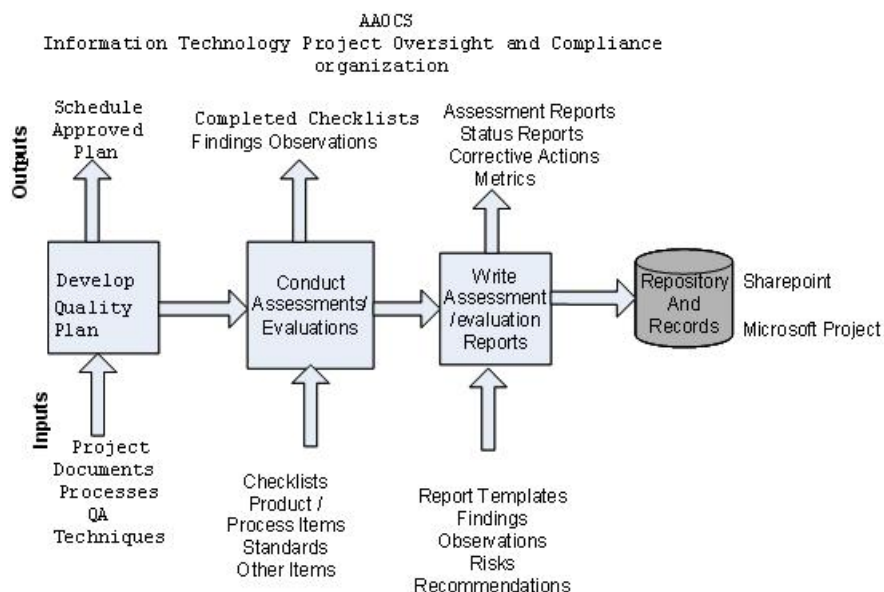 AAOCS
Information Technology Project Oversight and Compliance
organization
Outputs
Schedule
Approved
Plan
Completed Checklists
Findings Observations
Assessment Reports
Status Reports
Corrective Actions
Metrics
Develop
Quality
Plan
Conduct
Assessments/
Evaluations
Write
Assessment
/evaluation
Reports
Repository
And
Records
Sharepoint
Microsoft Project
Inputs
Project
Documents
Processes
QA
Techniques
Checklists
Product /
Process Items
Standards
Other Items
Report Templates
Findings
Observations
Risks
Recommendations